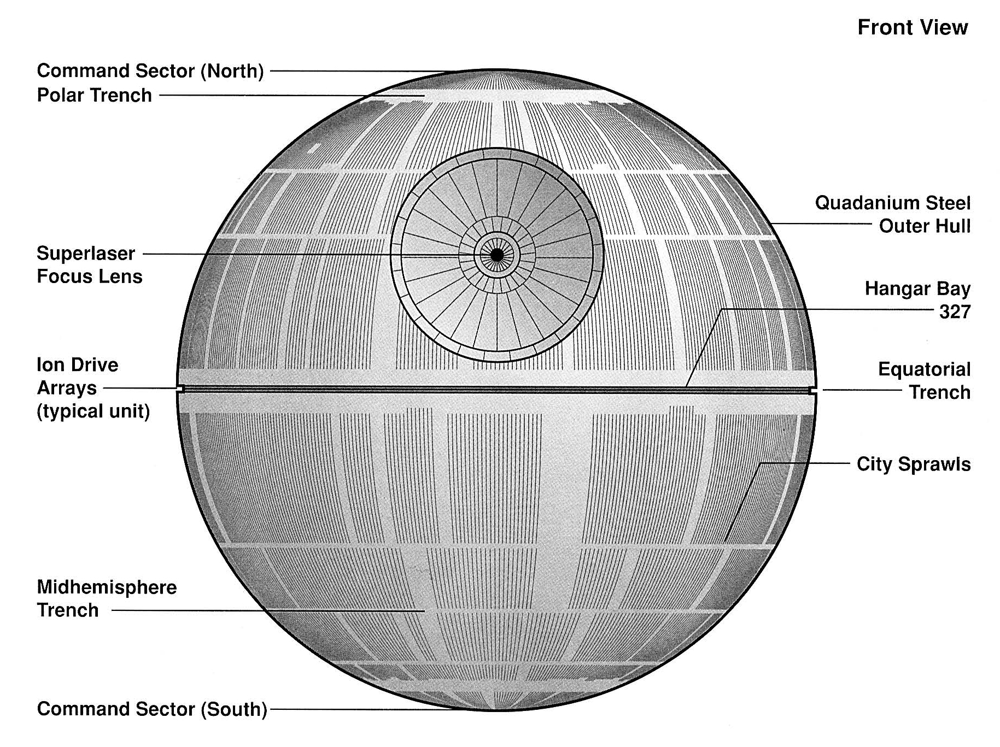 Front View
Command Sector (North)
Polar Trench
Quadanium Steel
Outer Hull
Superlaser
Focus Lens
Hangar Bay
327
Ion Drive
Arrays
(typical unit)
Equatorial
Trench
City Sprawls
Midhemisphere
Trench
Command Sector (South)